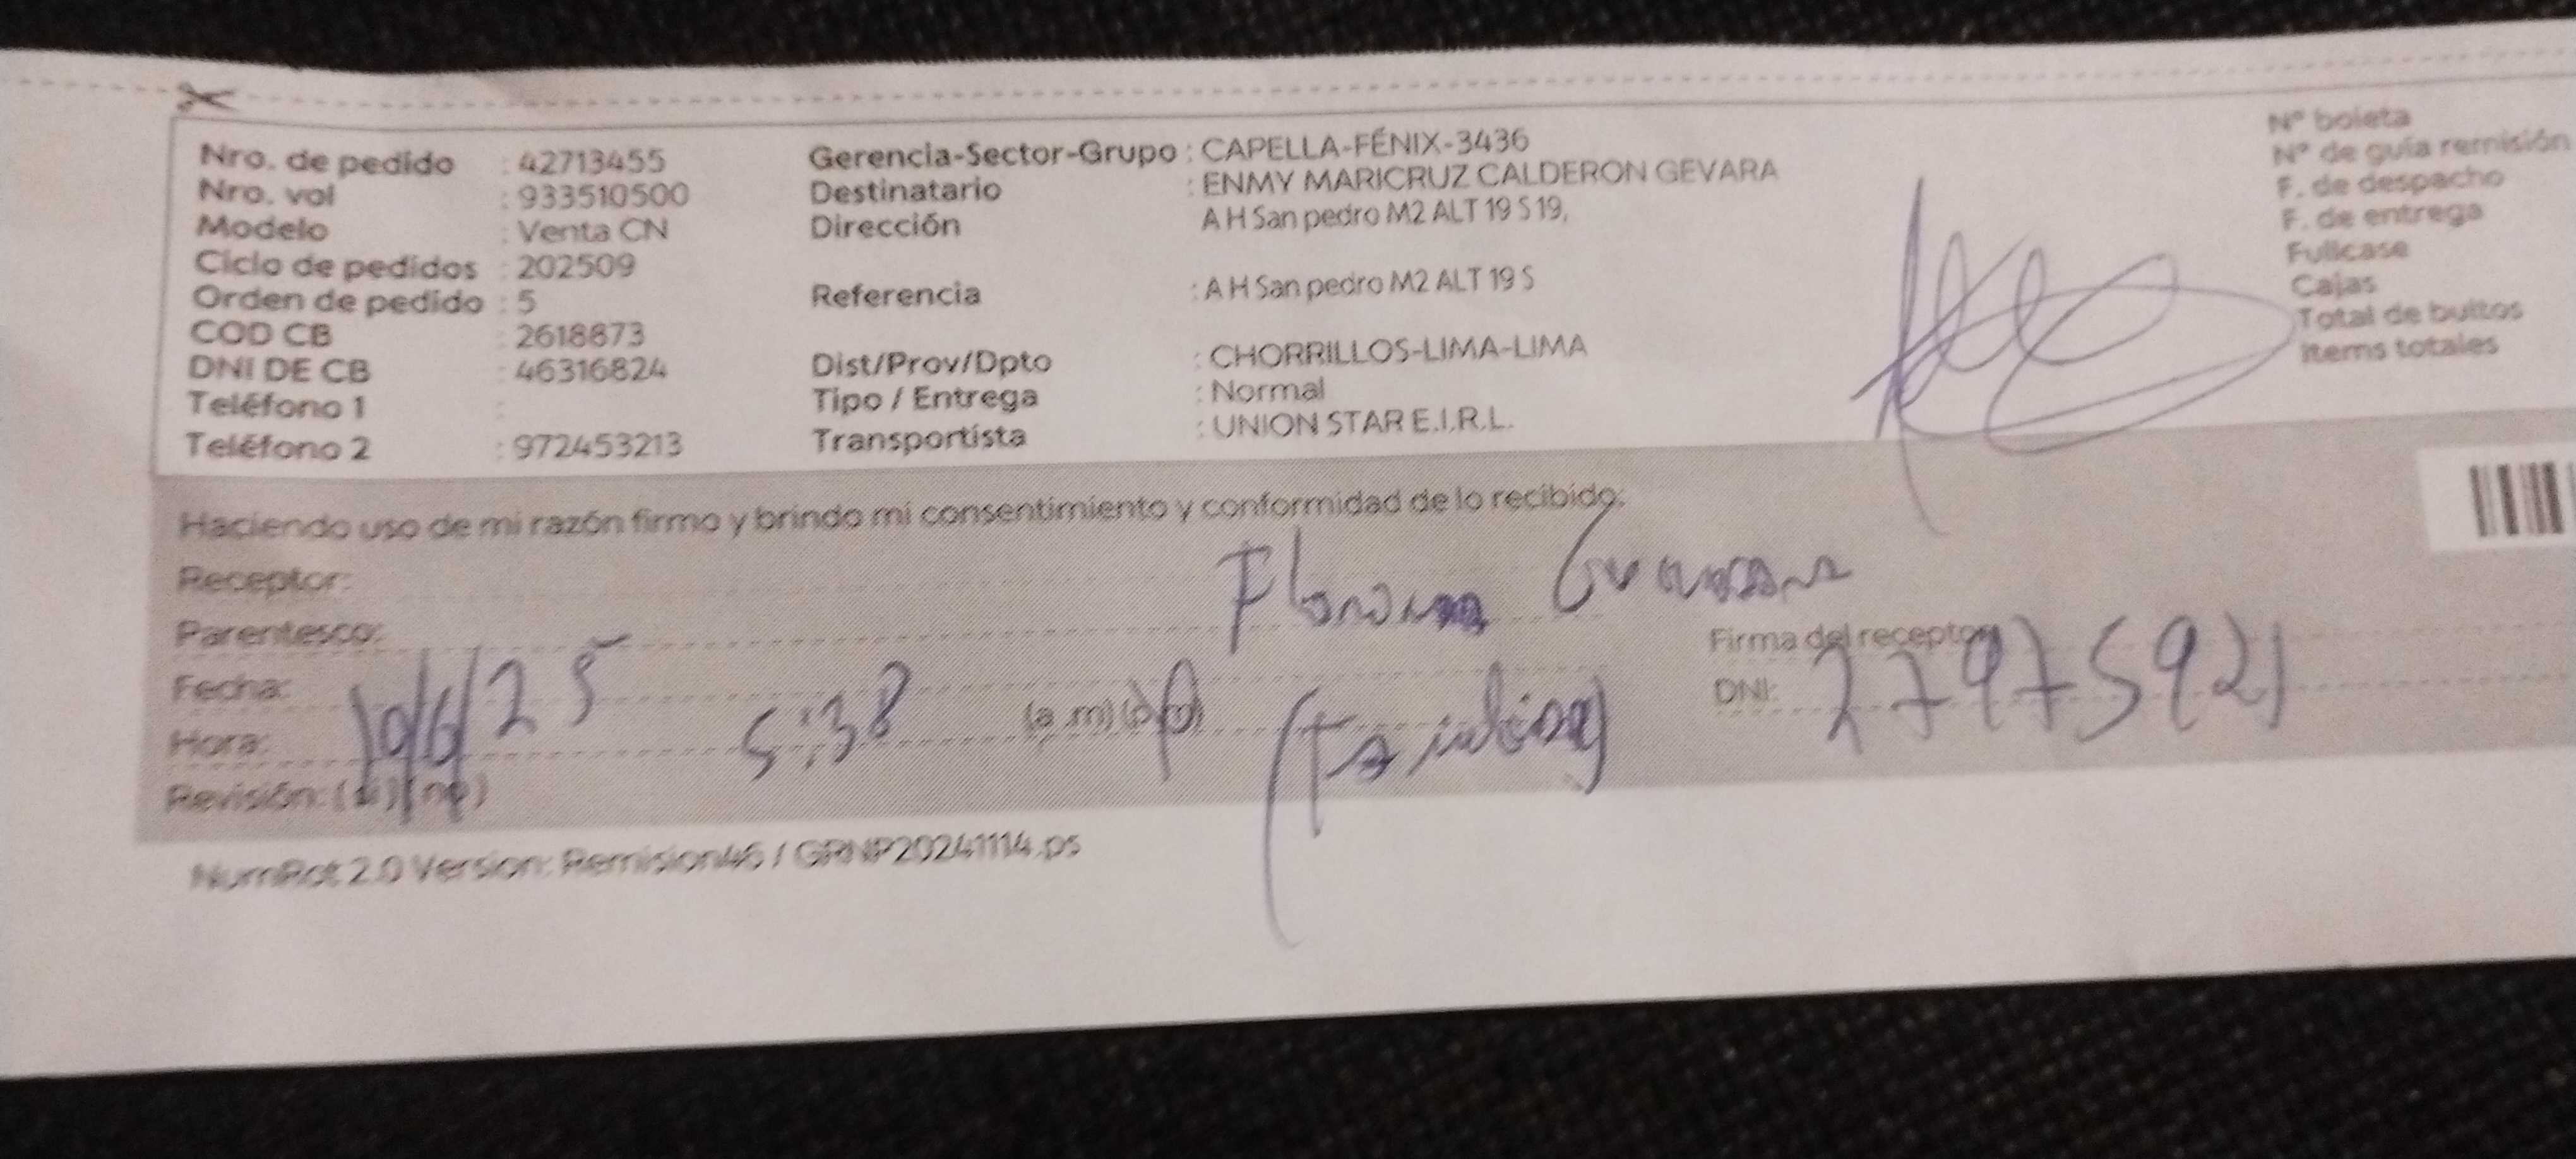 Nro. de pedido : 42713455
Nro. vol : 933510500
Modelo : Venta CN
Ciclo de pedidos : 202509
Orden de pedido : 5
COD CB : 2618873
DNI DE CB : 46316824
Teléfono 1 :
Teléfono 2 : 972453213
Gerencia-Sector-Grupo : CAPELLA-FÉNIX-3436
Destinatario : ENMY MARICRUZ CALDERON GEVARA
Dirección A H San pedro M2 ALT 19 S 19,
Referencia : A H San pedro M2 ALT 19 S
Dist/Prov/Dpto : CHORRILLOS-LIMA-LIMA
Tipo / Entrega : Normal
Transportista : UNION STAR E.I.R.L.
N° boleta
N° de guía remisión
F. de despacho
F. de entrega
Fullcase
Cajas
Total de bultos
Items totales
Haciendo uso de mi razón firmo y brindo mi consentimiento y conformidad de lo recibido:
Receptor:
Parentesco:
Firma del receptor
Fecha: 10/6/25
DNI: 27975921
Hora: 5:38 (a.m) (p.m)
Revisión: (si) (no)
NumRot 2.0 Version: Remision46 / GRNP20241114.ps